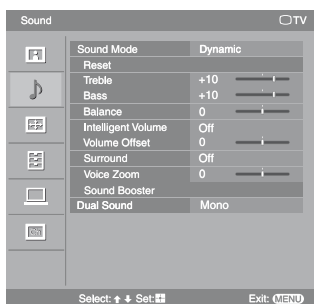 Sound TV
Sound Mode Dynamic
Reset
Treble +10
Bass +10
Balance 0
Intelligent Volume Off
Volume Offset 0
Surround Off
Voice Zoom 0
Sound Booster
Dual Sound Mono
Select: Set: Exit: MENU